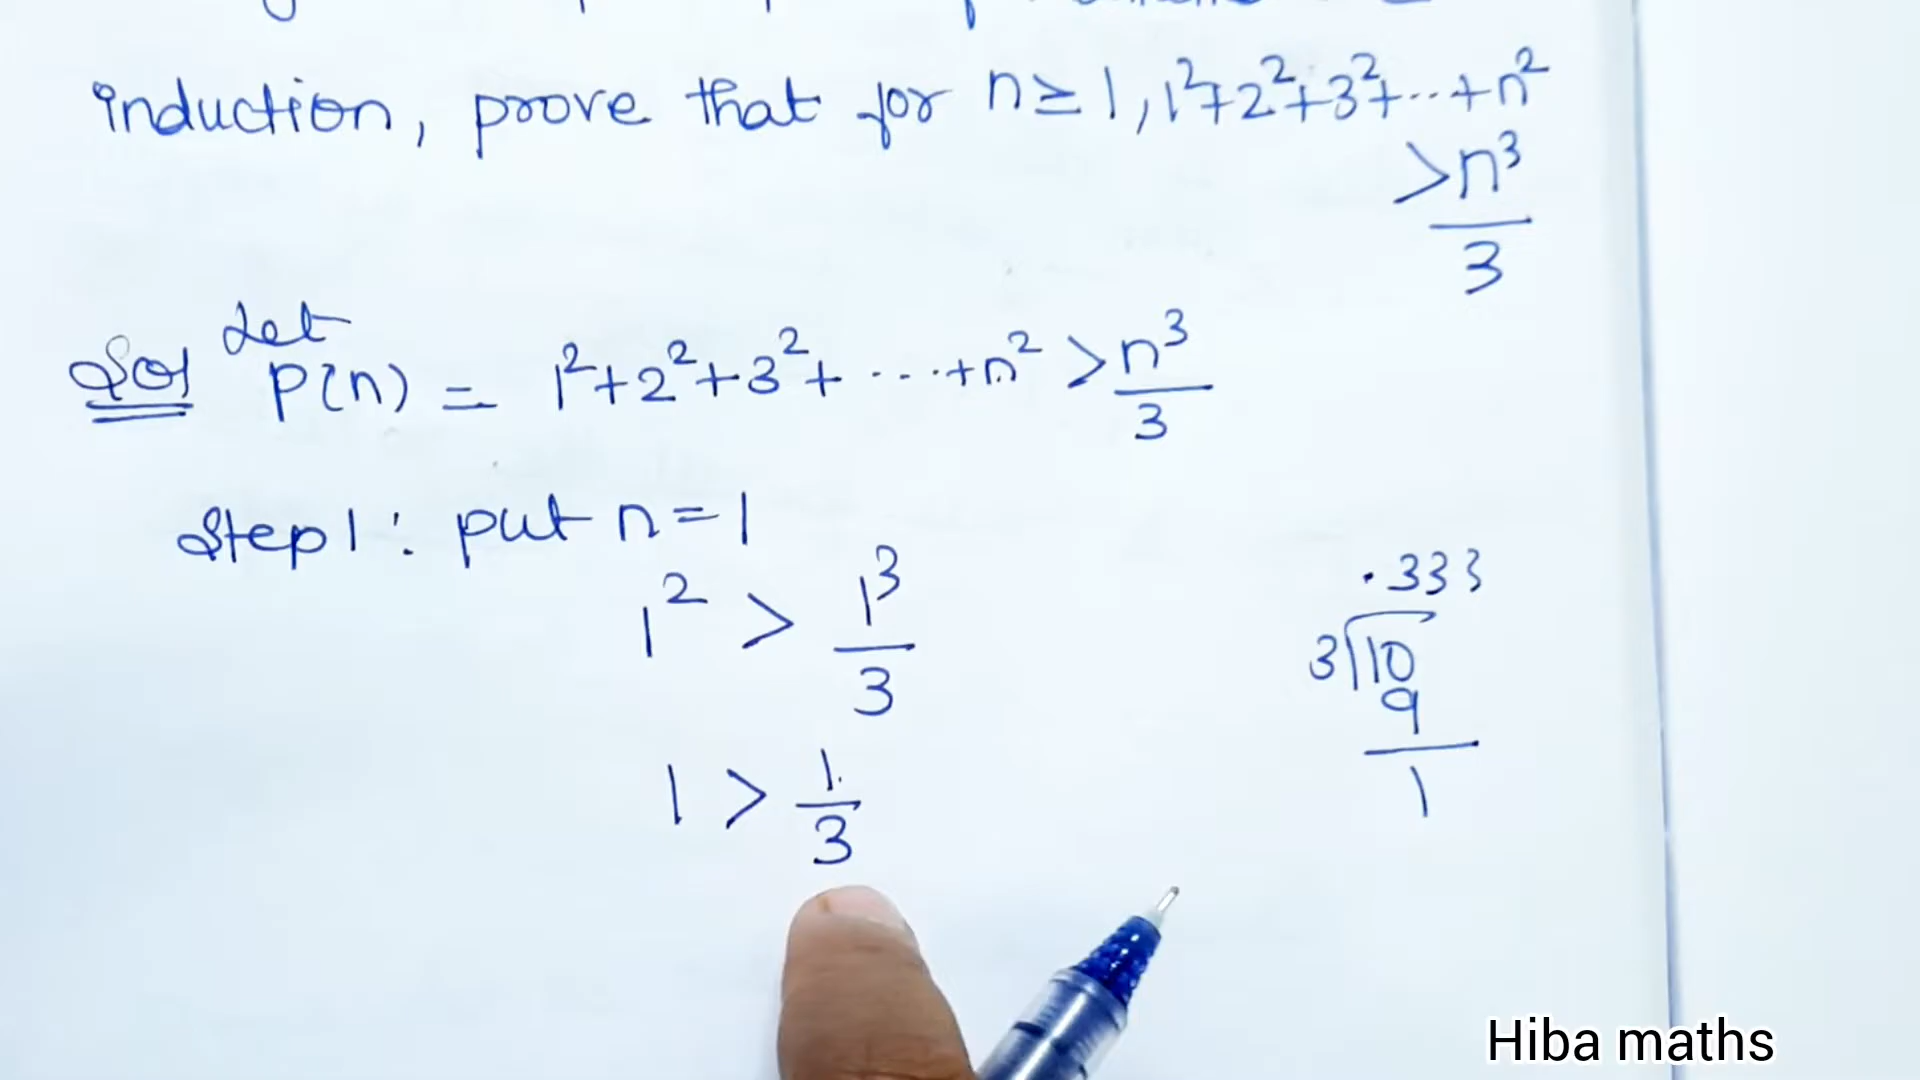 induction, prove that for n ≥ 1, 1²+2²+3²+...+n²
> n³/3
Sol Let
P(n) = 1²+2²+3²+ ....+n² > n³/3
Step 1: put n = 1
1² > 1³/3
.333
3)10
9
1
1 > 1/3
Hiba maths